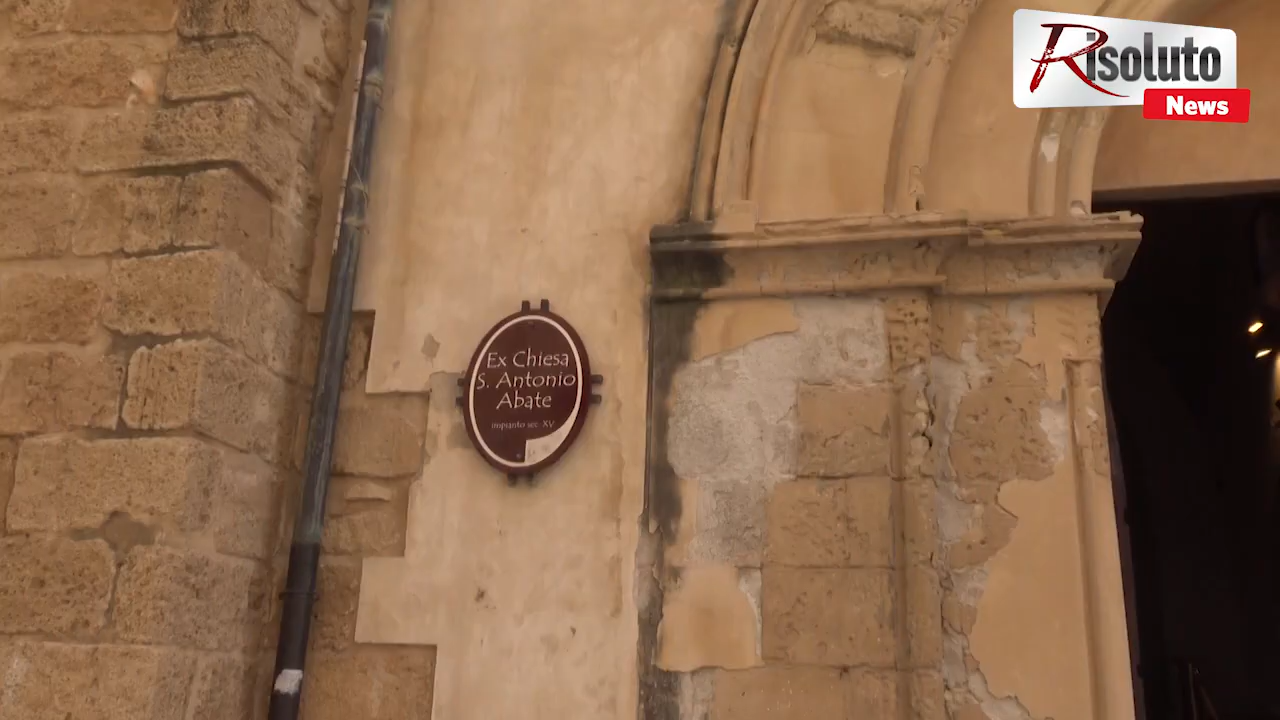 Risoluto
News
Ex Chiesa
S. Antonio
Abate
impianto sec. XV